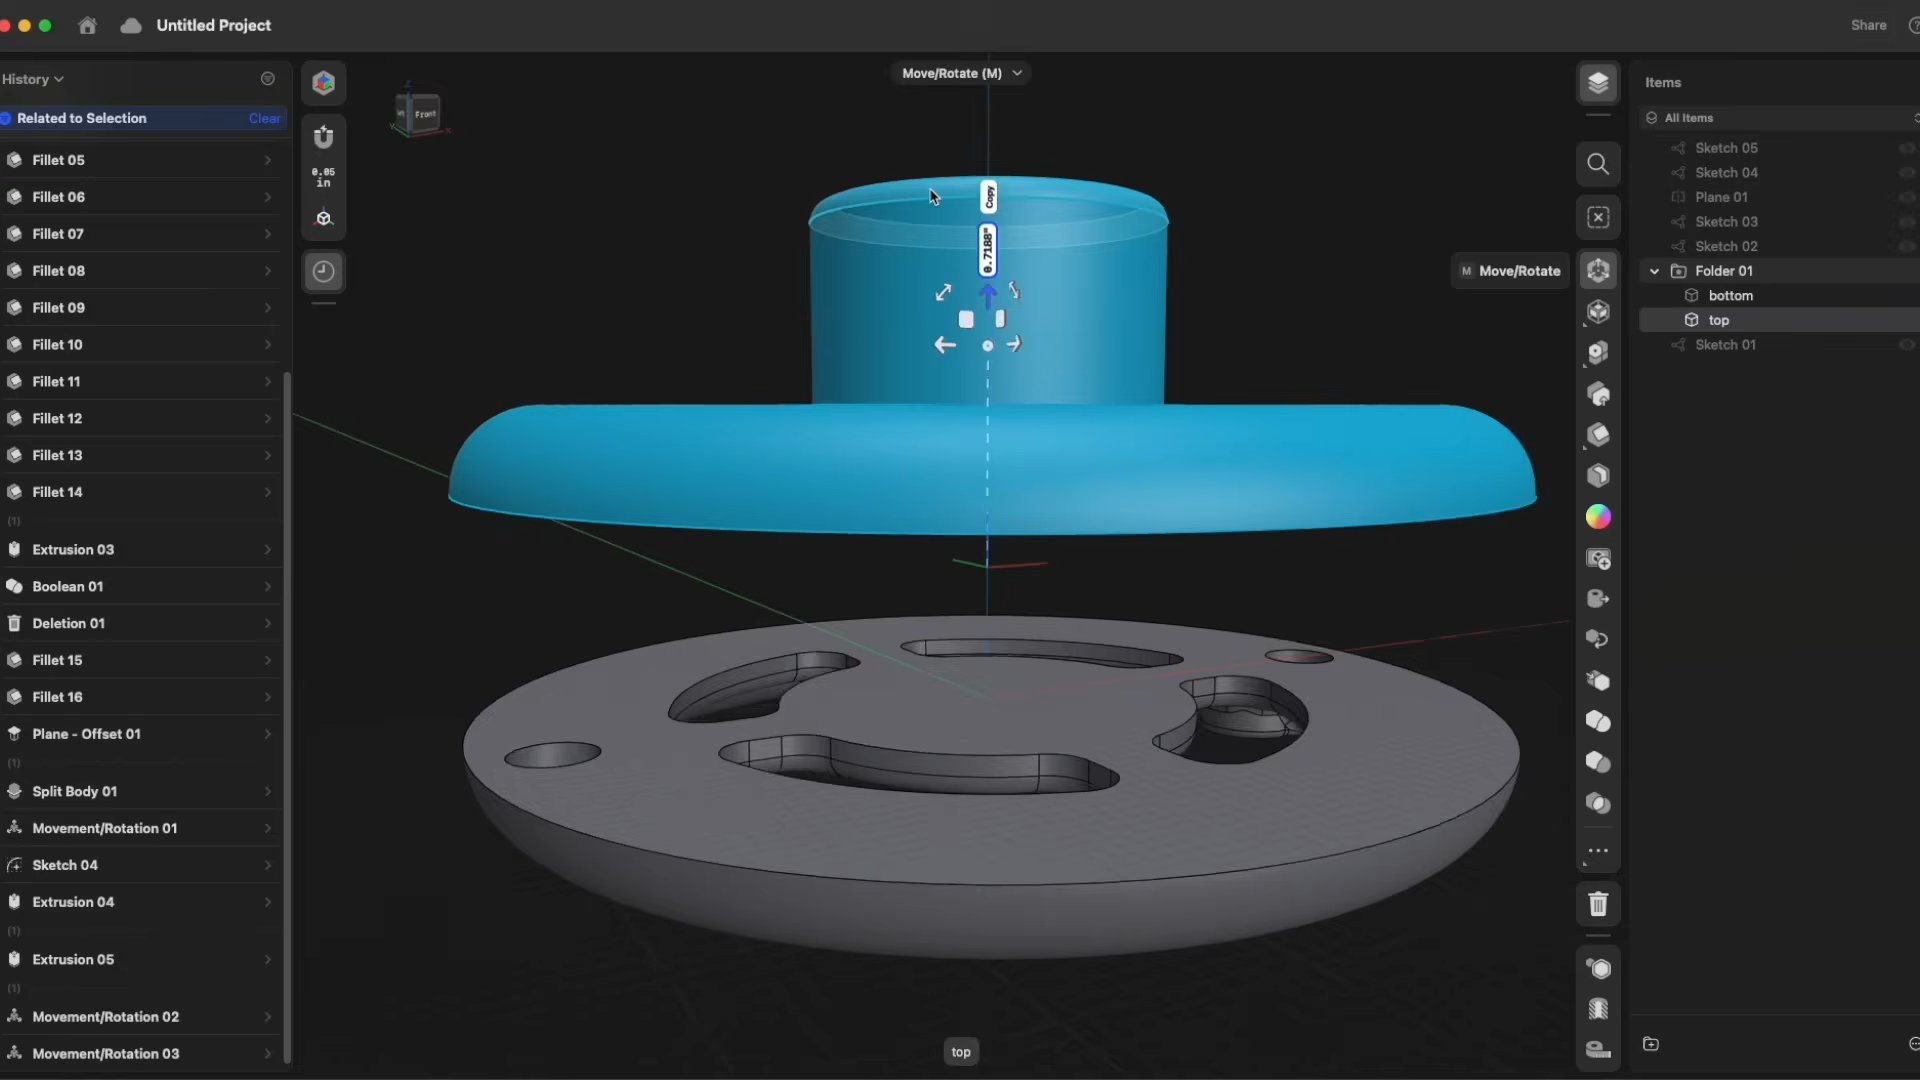 Untitled Project
Share
History
Related to Selection
Clear
Fillet 05
Fillet 06
Fillet 07
Fillet 08
Fillet 09
Fillet 10
Fillet 11
Fillet 12
Fillet 13
Fillet 14
(1)
Extrusion 03
Boolean 01
Deletion 01
Fillet 15
Fillet 16
Plane - Offset 01
(1)
Split Body 01
Movement/Rotation 01
Sketch 04
Extrusion 04
(1)
Extrusion 05
(1)
Movement/Rotation 02
Movement/Rotation 03
0.05
in
Front
Z
X
Y
Move/Rotate (M)
Copy
0.7188"
top
M Move/Rotate
Items
All Items
Sketch 05
Sketch 04
Plane 01
Sketch 03
Sketch 02
Folder 01
bottom
top
Sketch 01